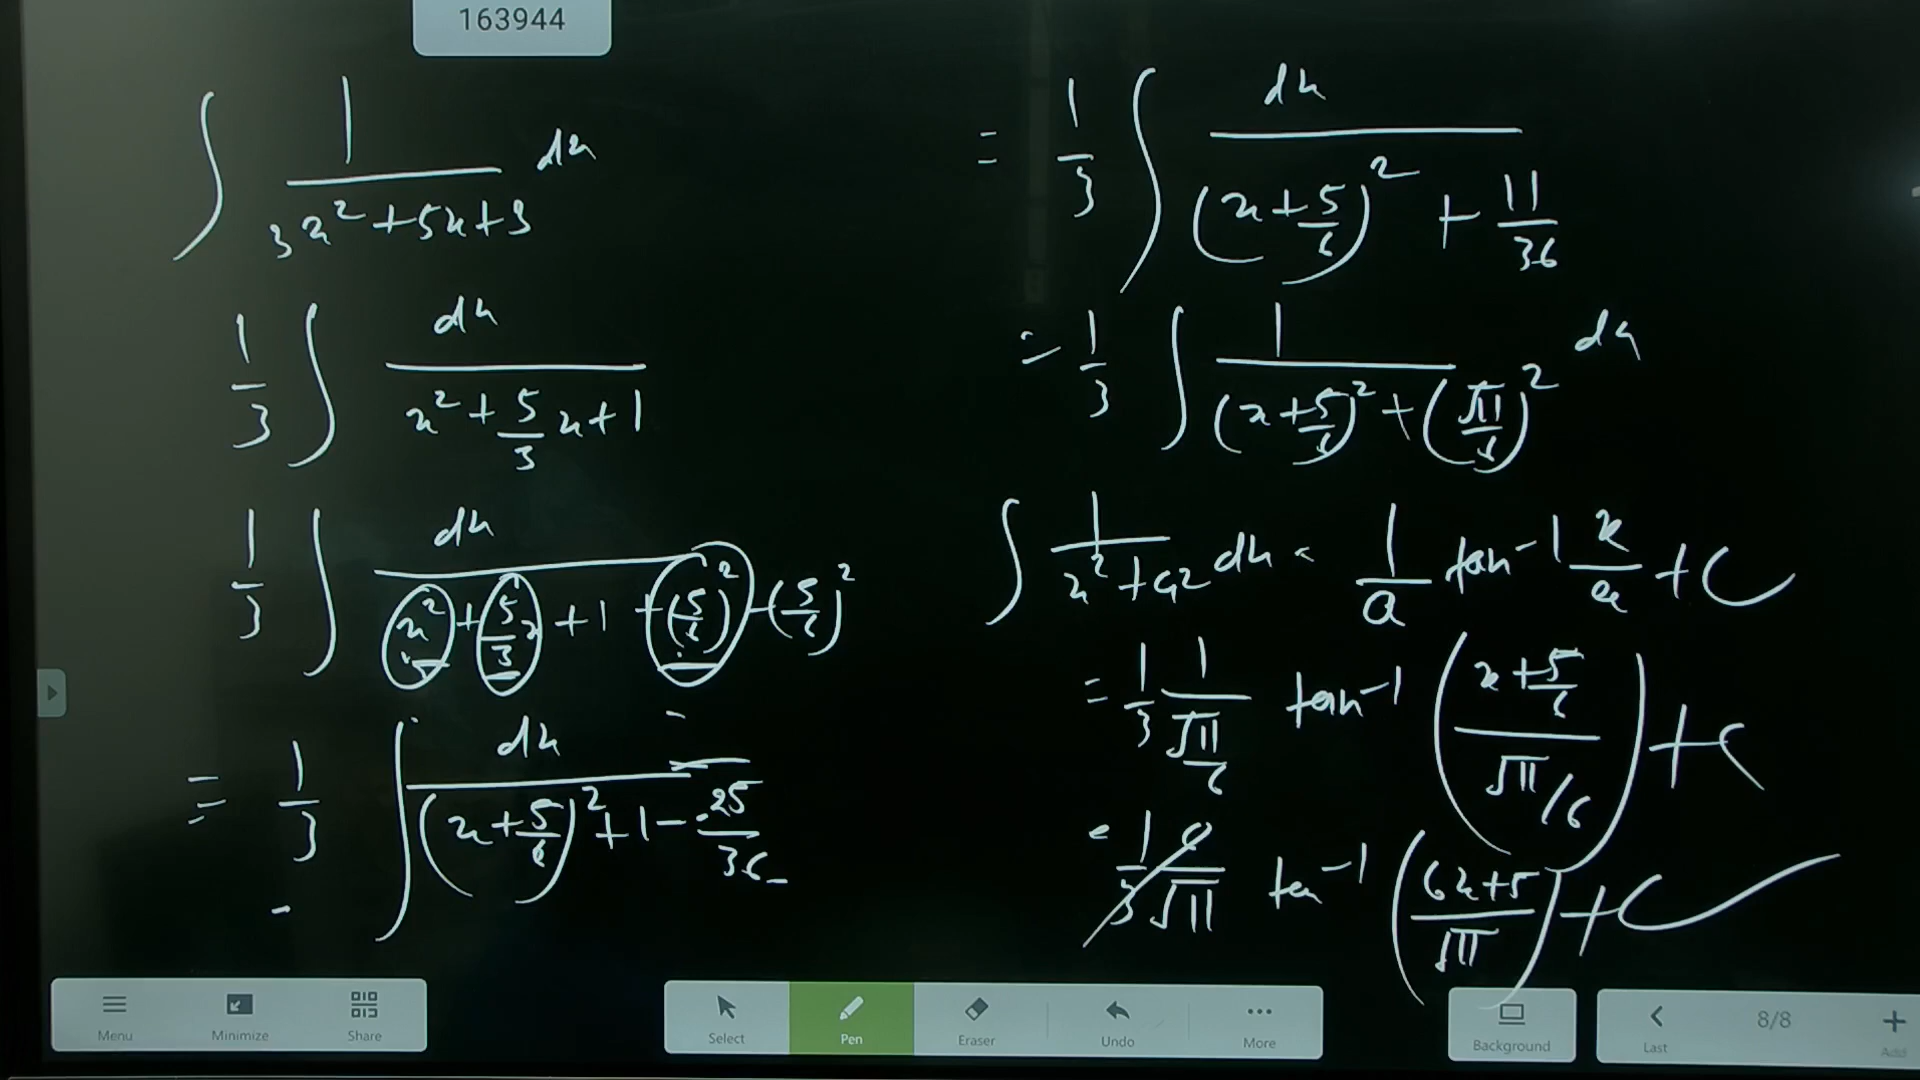 163944
∫ 1/(3x²+5x+3) dx
1/3 ∫ dx/(x²+5/3 x+1)
1/3 ∫ dx/(x²+5/3 x+1+(5/6)²-(5/6)²)
= 1/3 ∫ dx/((x+5/6)²+1-25/36)
= 1/3 ∫ dx/((x+5/6)²+11/36)
= 1/3 ∫ 1/((x+5/6)²+(√11/6)²) dx
∫ 1/(x²+a²) dx = 1/a tan⁻¹ x/a +C
= 1/3 1/(√11/6) tan⁻¹ ((x+5/6)/(√11/6)) +C
= 1/3 6/√11 tan⁻¹ ((6x+5)/√11) +C
Menu Minimize Share Select Pen Eraser Undo More Background Last 8/8 Add